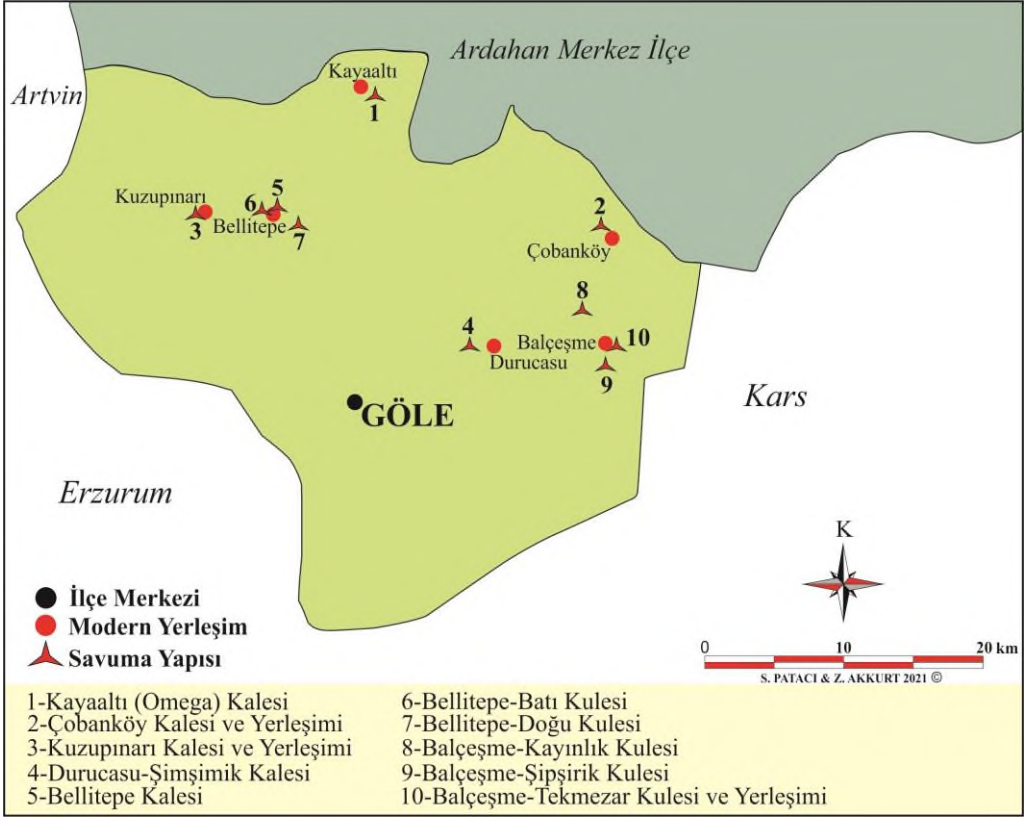 Ardahan Merkez İlçe
Artvin
Kayaaltı
1
Kuzupınarı
3
6
5
Bellitepe
7
2
Çobanköy
8
4
Durucasu
Balçeşme
10
9
GÖLE
Kars
Erzurum
K
İlçe Merkezi
Modern Yerleşim
Savuma Yapısı
0 10 20 km
S. PATACI & Z. AKKURT 2021 ©
1-Kayaaltı (Omega) Kalesi
2-Çobanköy Kalesi ve Yerleşimi
3-Kuzupınarı Kalesi ve Yerleşimi
4-Durucasu-Şimşimik Kalesi
5-Bellitepe Kalesi
6-Bellitepe-Batı Kulesi
7-Bellitepe-Doğu Kulesi
8-Balçeşme-Kayınlık Kulesi
9-Balçeşme-Şipşirik Kulesi
10-Balçeşme-Tekmezar Kulesi ve Yerleşimi